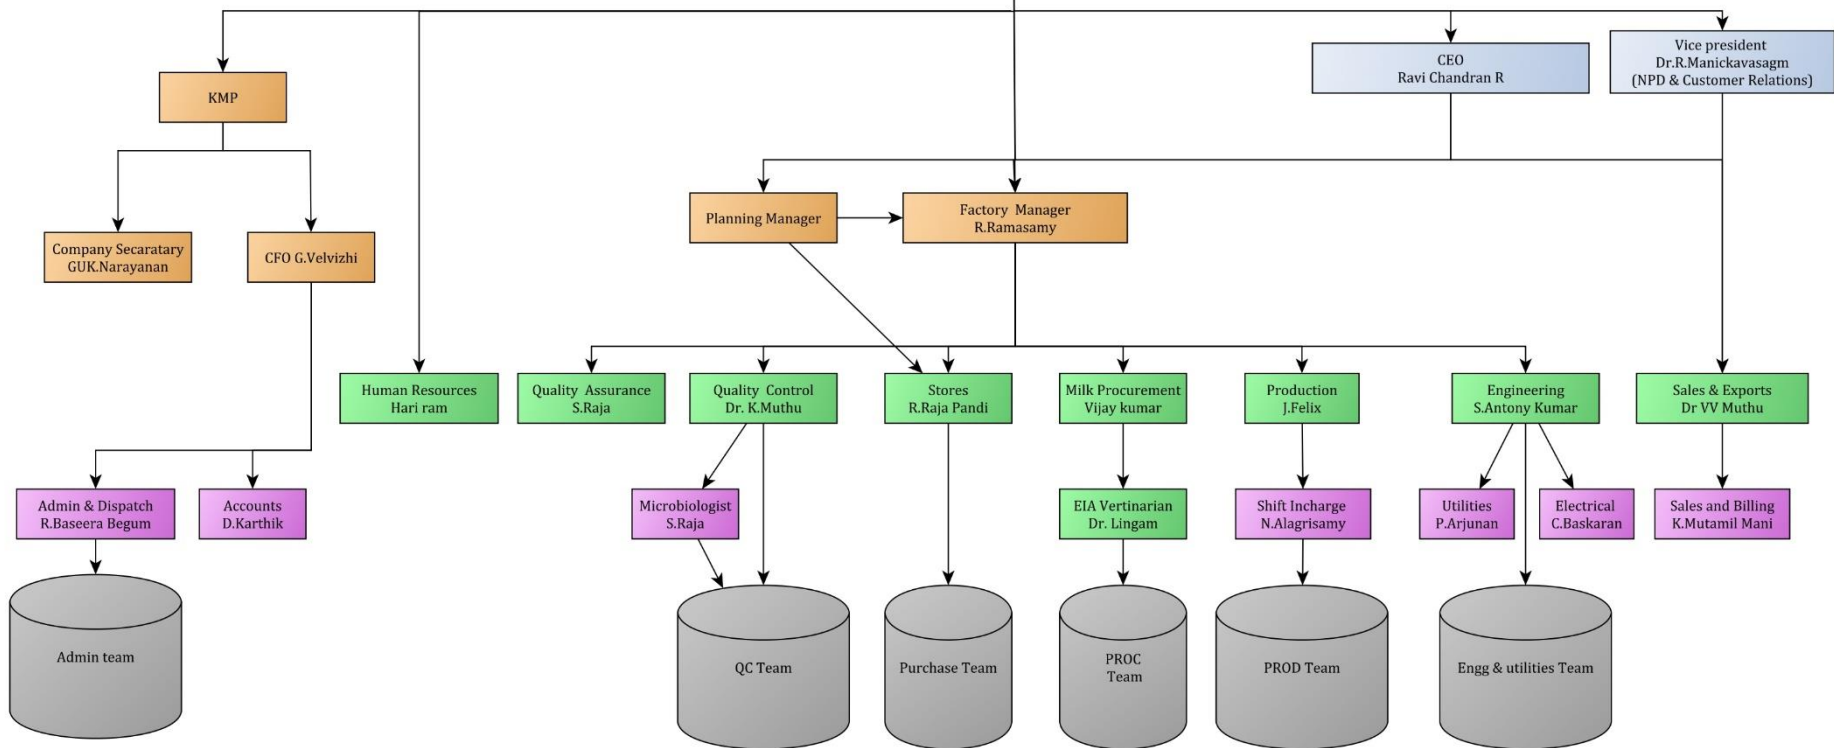 CEO
Ravi Chandran R
Vice president
Dr.R.Manickavasagm
(NPD & Customer Relations)
KMP
Planning Manager
Factory  Manager
R.Ramasamy
Company Secaratary
GUK.Narayanan
CFO G.Velvizhi
Human Resources
Hari ram
Quality  Assurance
S.Raja
Quality  Control
Dr. K.Muthu
Stores
R.Raja Pandi
Milk Procurement
Vijay kumar
Production
J.Felix
Engineering
S.Antony Kumar
Sales & Exports
Dr VV Muthu
Admin & Dispatch
R.Baseera Begum
Accounts
D.Karthik
Microbiologist
S.Raja
EIA Vertinarian
Dr. Lingam
Shift Incharge
N.Alagrisamy
Utilities
P.Arjunan
Electrical
C.Baskaran
Sales and Billing
K.Mutamil Mani
Admin team
QC Team
Purchase Team
PROC
Team
PROD Team
Engg & utilities Team